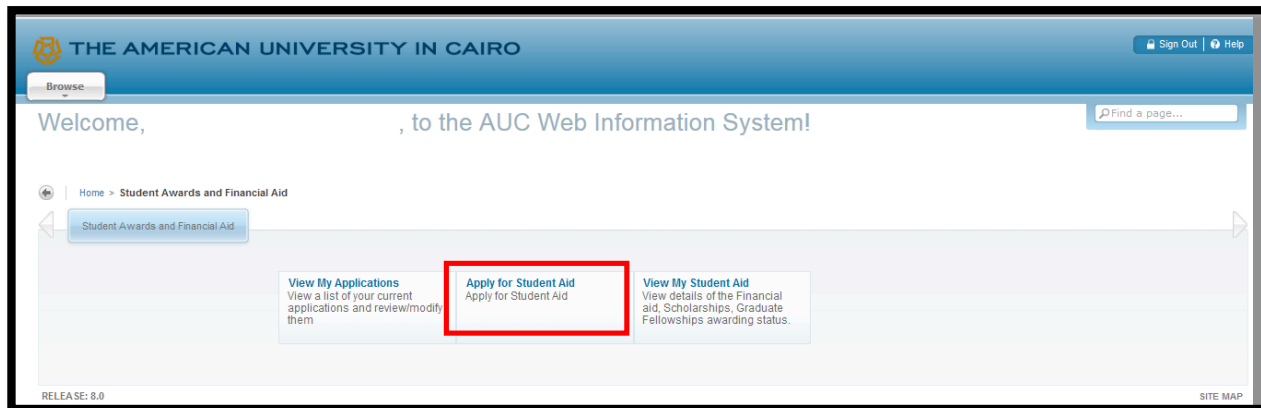 THE AMERICAN UNIVERSITY IN CAIRO
Sign Out | Help
Browse
Welcome, , to the AUC Web Information System!
Find a page...
Home > Student Awards and Financial Aid
Student Awards and Financial Aid
View My Applications
View a list of your current
applications and review/modify
them
Apply for Student Aid
Apply for Student Aid
View My Student Aid
View details of the Financial
aid, Scholarships, Graduate
Fellowships awarding status.
RELEASE: 8.0
SITE MAP